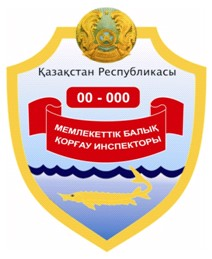 Қазақстан Республикасы
00 - 000
МЕМЛЕКЕТТІК БАЛЫҚ
ҚОРҒАУ ИНСПЕКТОРЫ